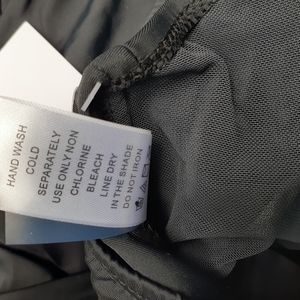 HAND WASH
COLD
SEPARATELY
USE ONLY NON
CHLORINE
BLEACH
LINE DRY
IN THE SHADE
DO NOT IRON